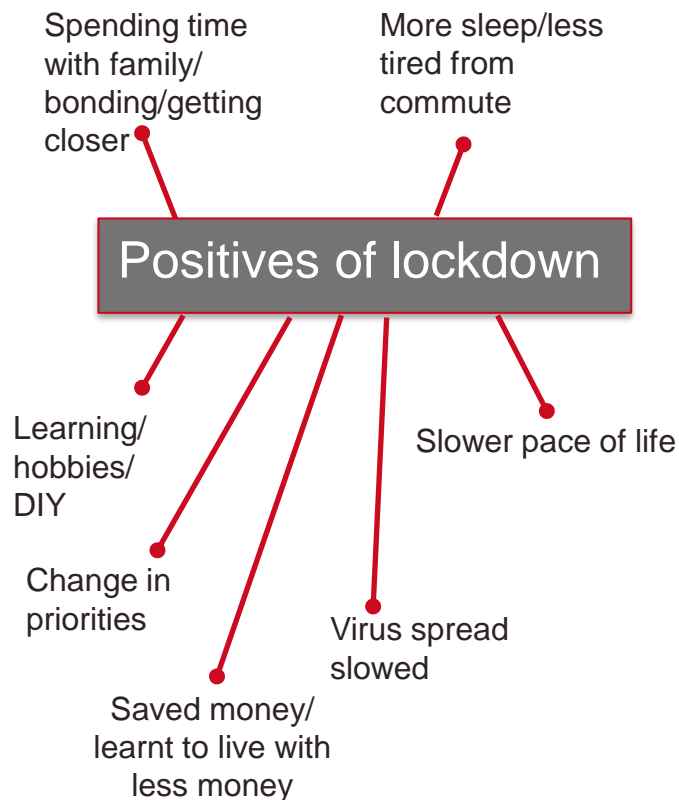 Spending time
with family/
bonding/getting
closer
More sleep/less
tired from
commute
Positives of lockdown
Learning/
hobbies/
DIY
Slower pace of life
Change in
priorities
Virus spread
slowed
Saved money/
learnt to live with
less money